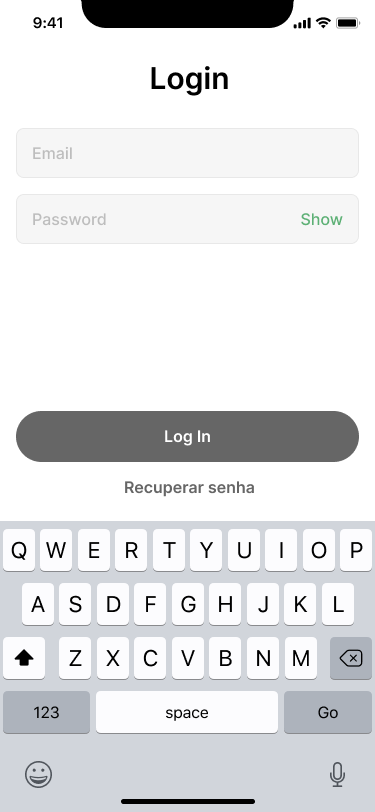 9:41
Login
Email
Password Show
Log In
Recuperar senha
Q W E R T Y U I O P
A S D F G H J K L
Z X C V B N M
123 space Go